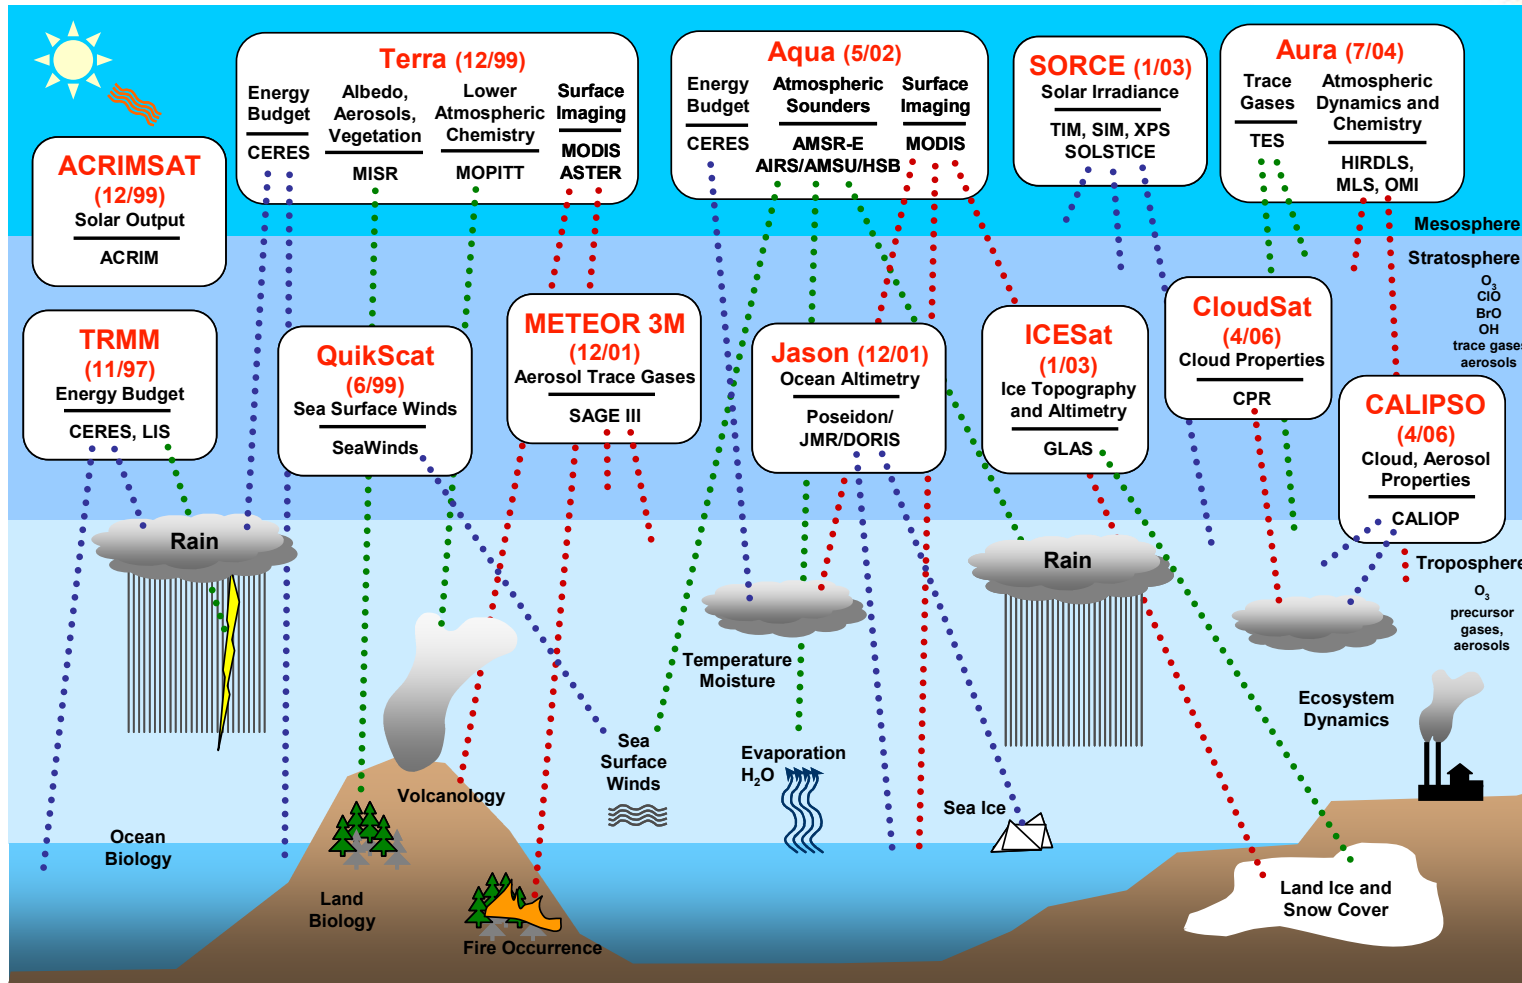 Terra (12/99)
Energy
Budget
CERES
Albedo,
Aerosols,
Vegetation
MISR
Lower
Atmospheric
Chemistry
MOPITT
Surface
Imaging
MODIS
ASTER
Aqua (5/02)
Energy
Budget
CERES
Atmospheric
Sounders
AMSR-E
AIRS/AMSU/HSB
Surface
Imaging
MODIS
SORCE (1/03)
Solar Irradiance
TIM, SIM, XPS
SOLSTICE
Aura (7/04)
Trace
Gases
TES
Atmospheric
Dynamics and
Chemistry
HIRDLS,
MLS, OMI
ACRIMSAT
(12/99)
Solar Output
ACRIM
Mesosphere
Stratosphere
O3
ClO
BrO
OH
trace gases
aerosols
TRMM
(11/97)
Energy Budget
CERES, LIS
QuikScat
(6/99)
Sea Surface Winds
SeaWinds
METEOR 3M
(12/01)
Aerosol Trace Gases
SAGE III
Jason (12/01)
Ocean Altimetry
Poseidon/
JMR/DORIS
ICESat
(1/03)
Ice Topography
and Altimetry
GLAS
CloudSat
(4/06)
Cloud Properties
CPR
CALIPSO
(4/06)
Cloud, Aerosol
Properties
CALIOP
Rain
Rain
Troposphere
O3
precursor
gases,
aerosols
Temperature
Moisture
Ecosystem
Dynamics
Sea
Surface
Winds
Evaporation
H2O
Volcanology
Sea Ice
Ocean
Biology
Land
Biology
Fire Occurrence
Land Ice and
Snow Cover